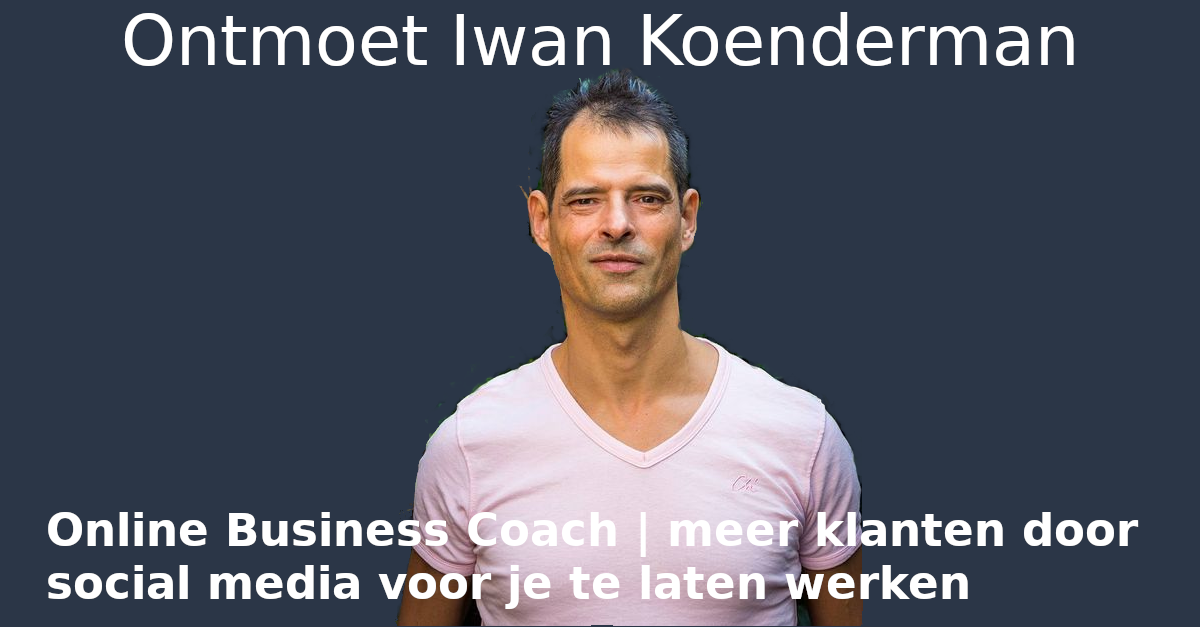 Ontmoet Iwan Koenderman
Online Business Coach | meer klanten door
social media voor je te laten werken